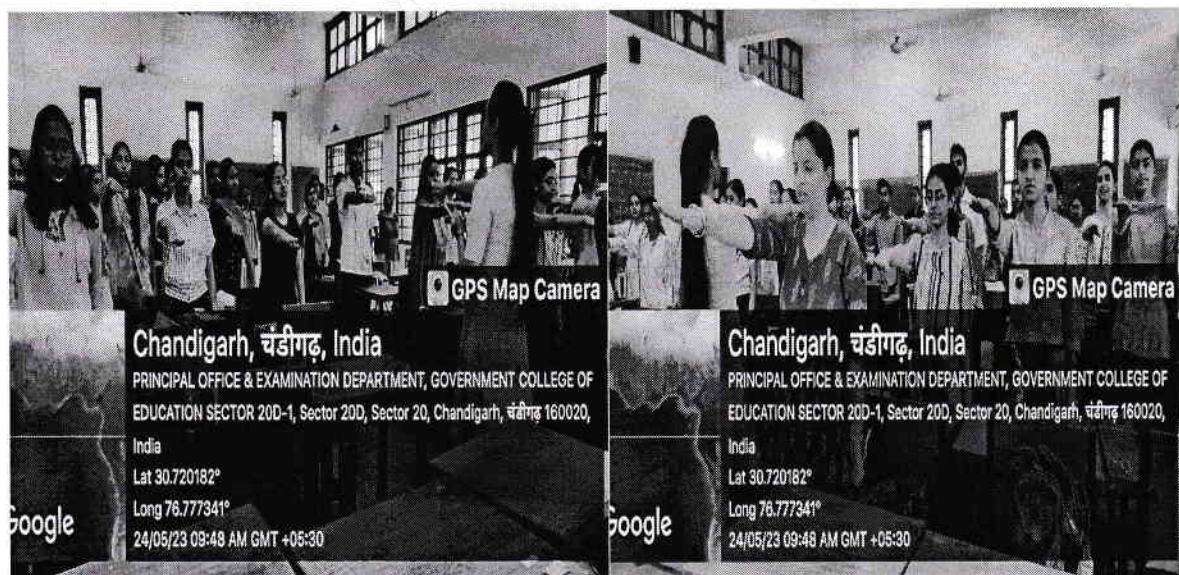 GPS Map Camera
Chandigarh, चंडीगढ़, India
PRINCIPAL OFFICE & EXAMINATION DEPARTMENT, GOVERNMENT COLLEGE OF
EDUCATION SECTOR 20D-1, Sector 20D, Sector 20, Chandigarh, चंडीगढ़ 160020,
India
Lat 30.720182°
Long 76.777341°
24/05/23 09:48 AM GMT +05:30
Google
GPS Map Camera
Chandigarh, चंडीगढ़, India
PRINCIPAL OFFICE & EXAMINATION DEPARTMENT, GOVERNMENT COLLEGE OF
EDUCATION SECTOR 20D-1, Sector 20D, Sector 20, Chandigarh, चंडीगढ़ 160020,
India
Lat 30.720182°
Long 76.777341°
24/05/23 09:48 AM GMT +05:30
Google